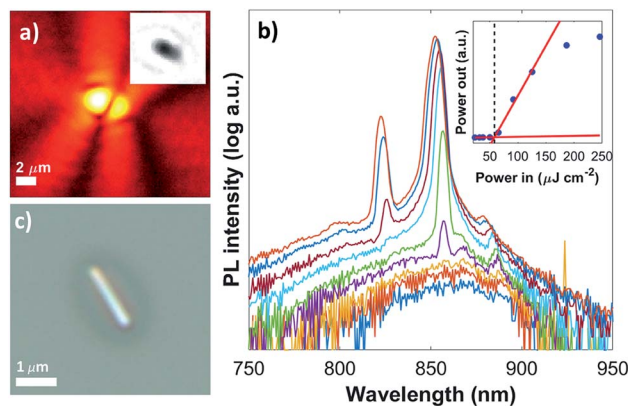 a)
2 μm
c)
1 μm
b)
PL intensity (log a.u.)
Power out (a.u.)
0 50 100 150 200 250
Power in (μJ cm⁻²)
750 800 850 900 950
Wavelength (nm)